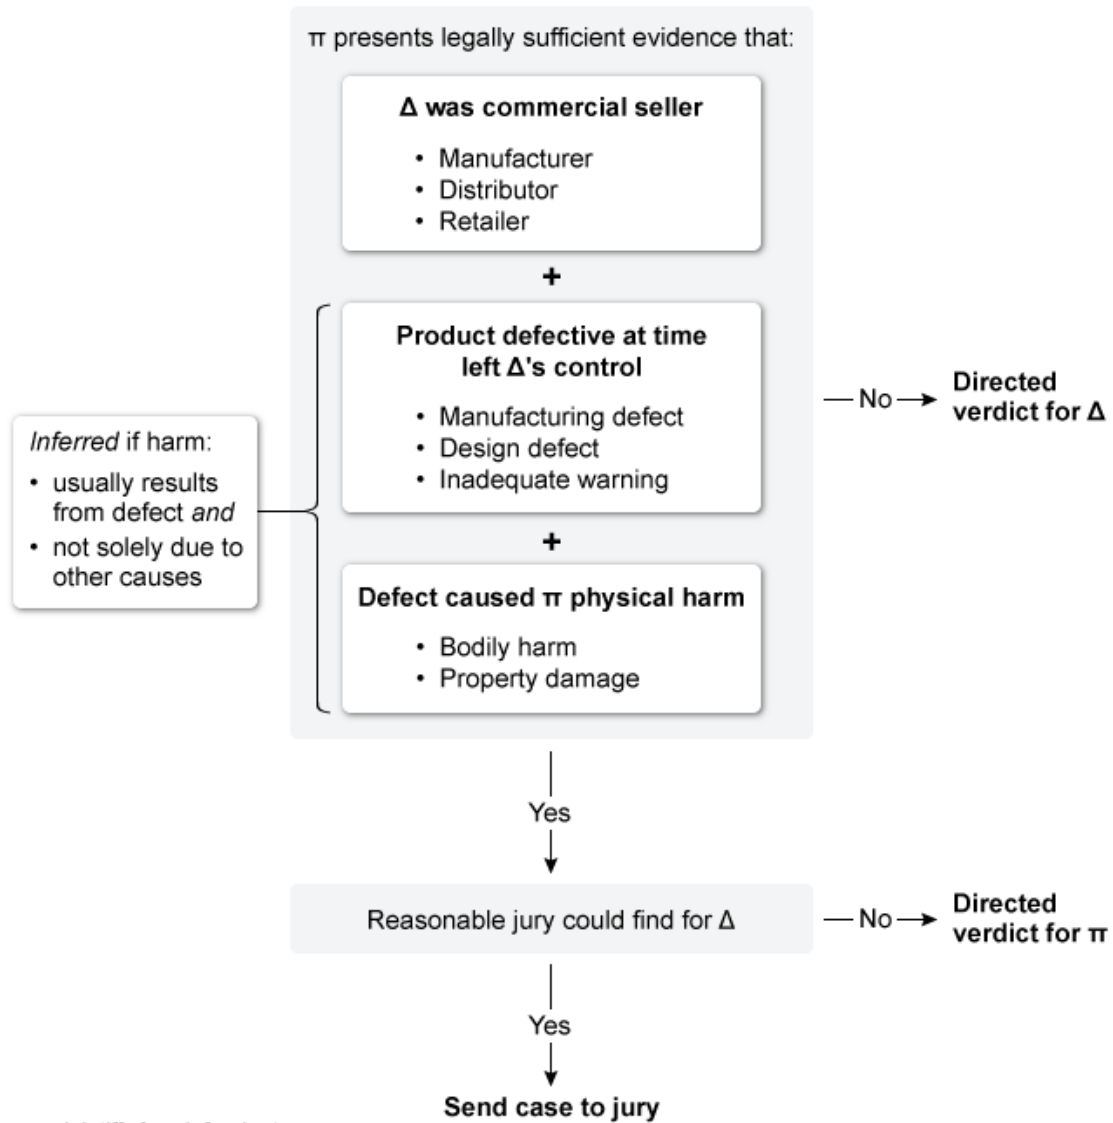 π presents legally sufficient evidence that:
Δ was commercial seller
• Manufacturer
• Distributor
• Retailer
+
Product defective at time
left Δ's control
• Manufacturing defect
• Design defect
• Inadequate warning
+
Defect caused π physical harm
• Bodily harm
• Property damage
Inferred if harm:
• usually results
from defect and
• not solely due to
other causes
No
Directed
verdict for Δ
Yes
Reasonable jury could find for Δ
No
Directed
verdict for π
Yes
Send case to jury